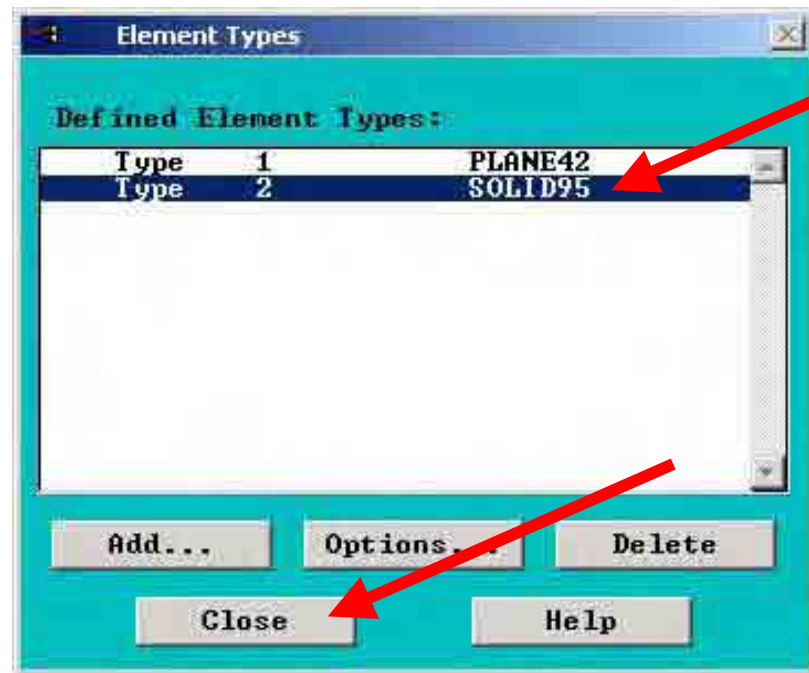 Element Types
Defined Element Types:
Type 1 PLANE42
Type 2 SOLID95
Add... Options... Delete
Close Help